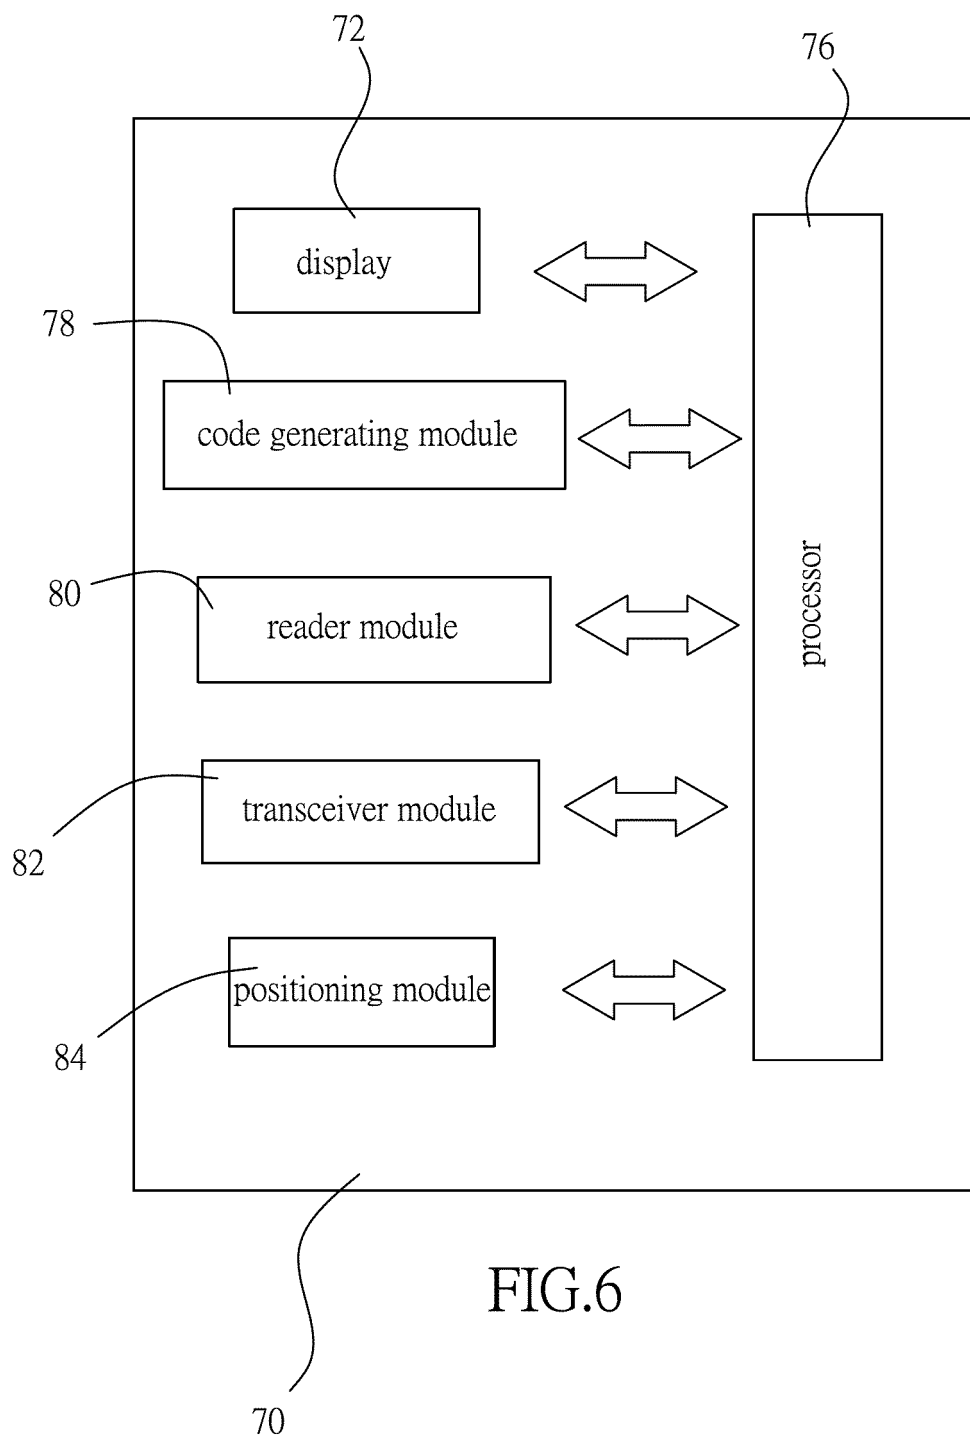 72
76
display
78
code generating module
80
reader module
processor
transceiver module
82
positioning module
84
FIG.6
70